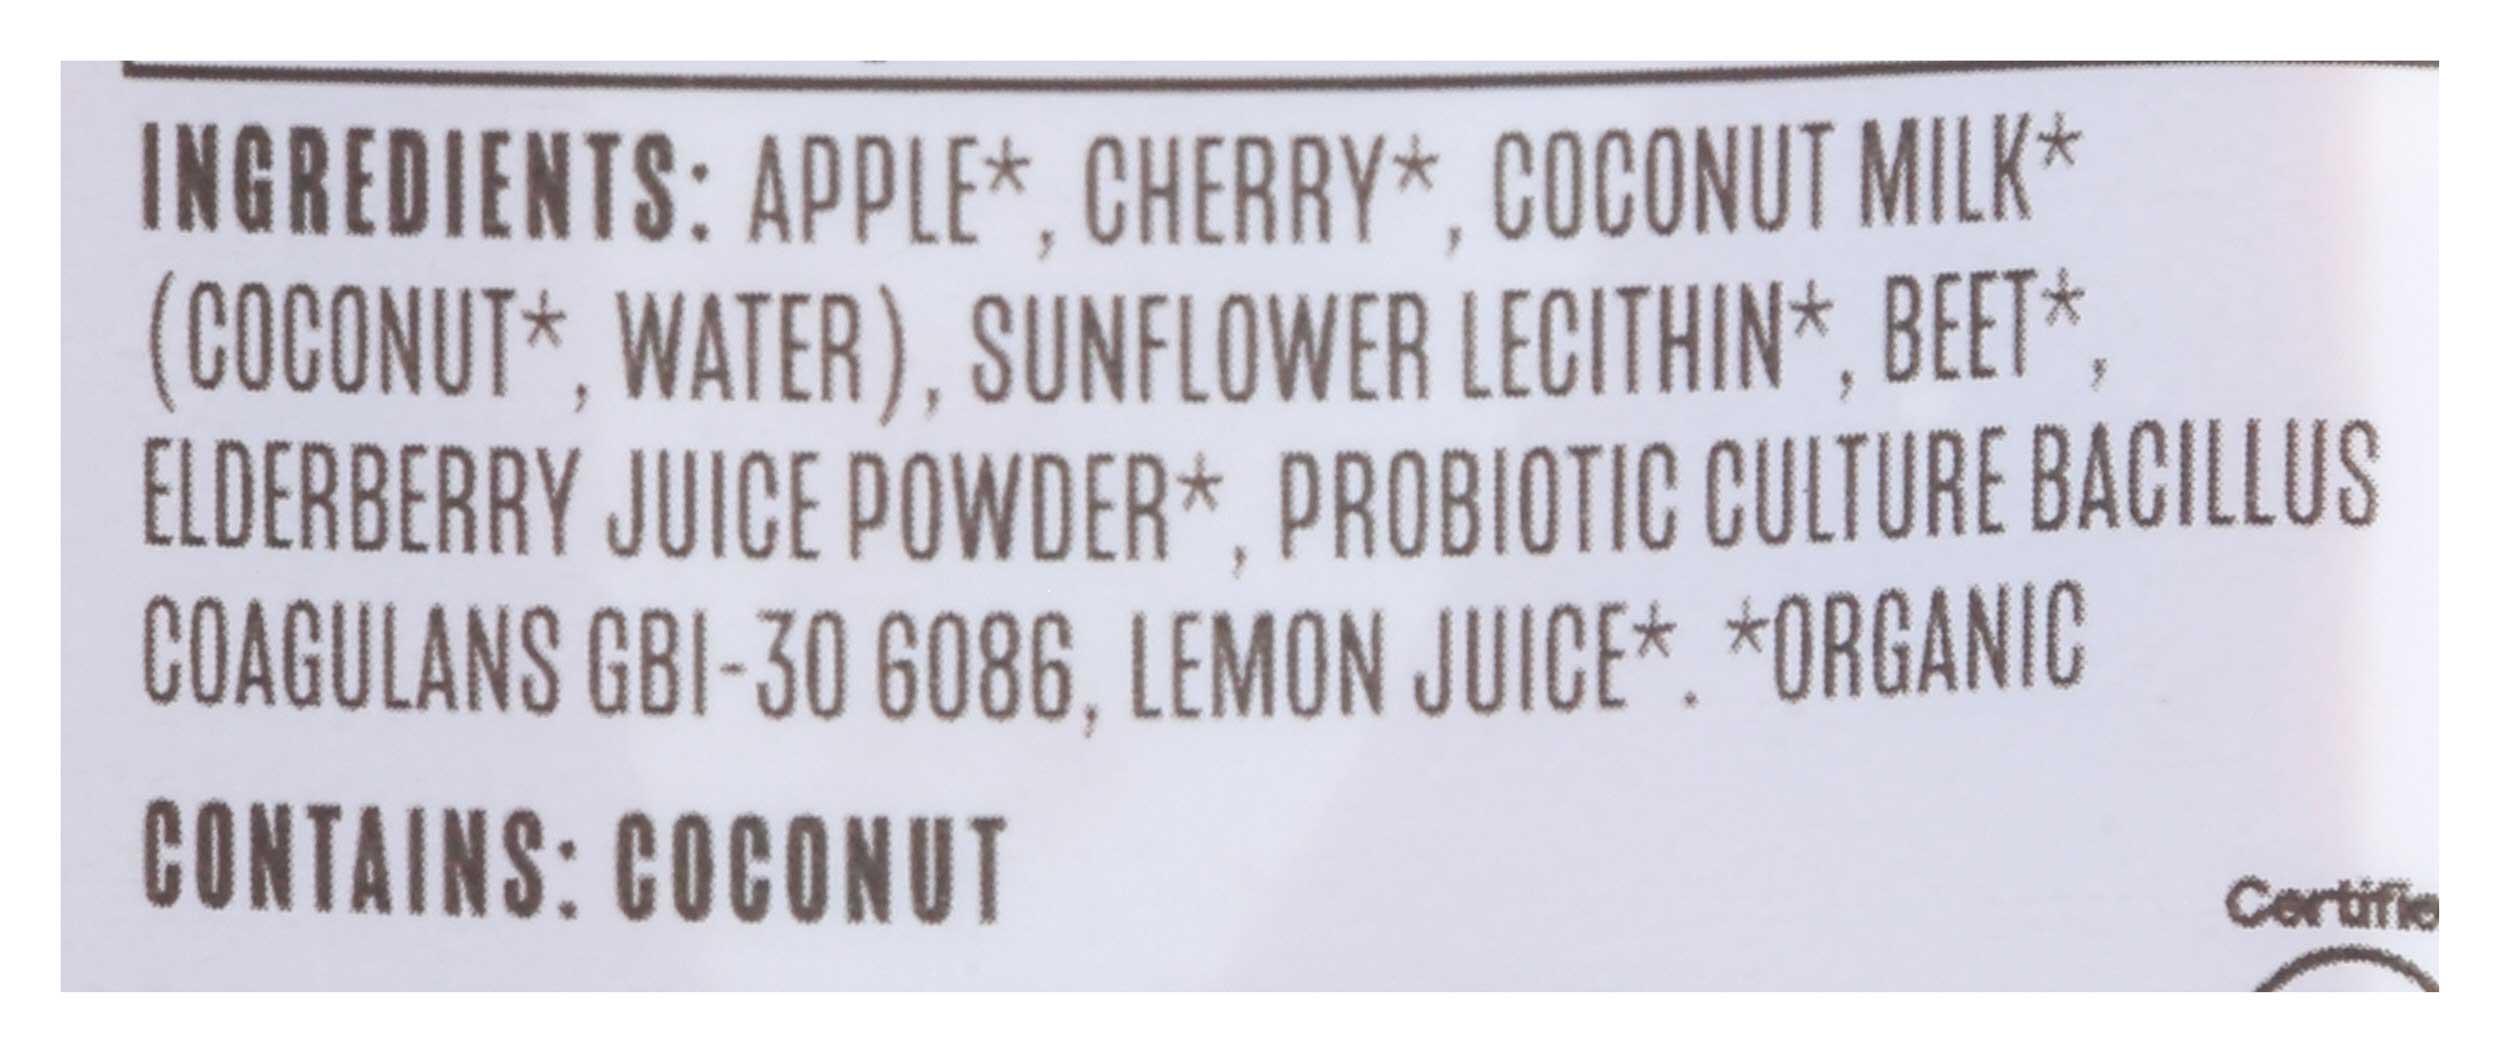 INGREDIENTS: APPLE*, CHERRY*, COCONUT MILK*
(COCONUT*, WATER), SUNFLOWER LECITHIN*, BEET*,
ELDERBERRY JUICE POWDER*, PROBIOTIC CULTURE BACILLUS
COAGULANS GBI-30 6086, LEMON JUICE*. *ORGANIC
CONTAINS: COCONUT